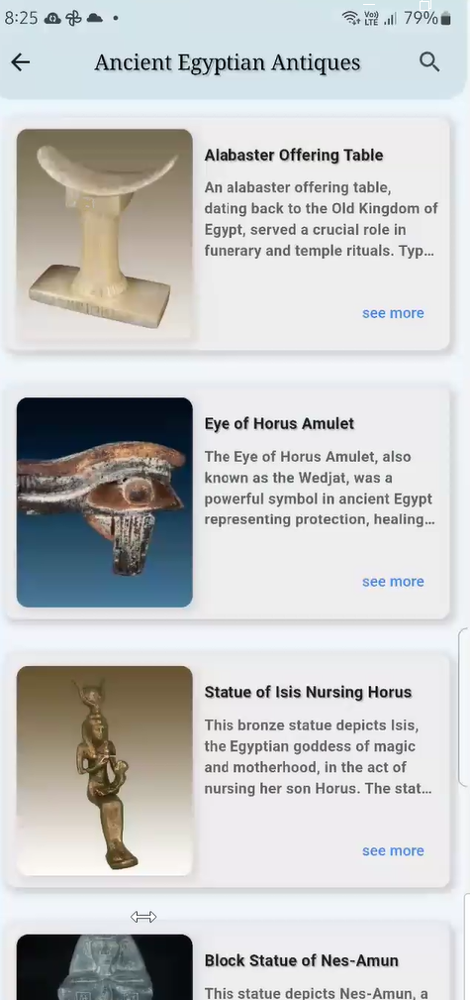 8:25
Vo))
LTE
79%
Ancient Egyptian Antiques
Alabaster Offering Table
An alabaster offering table,
dating back to the Old Kingdom of
Egypt, served a crucial role in
funerary and temple rituals. Typ...
see more
Eye of Horus Amulet
The Eye of Horus Amulet, also
known as the Wedjat, was a
powerful symbol in ancient Egypt
representing protection, healing...
see more
Statue of Isis Nursing Horus
This bronze statue depicts Isis,
the Egyptian goddess of magic
and motherhood, in the act of
nursing her son Horus. The stat...
see more
Block Statue of Nes-Amun
This statue depicts Nes-Amun, a